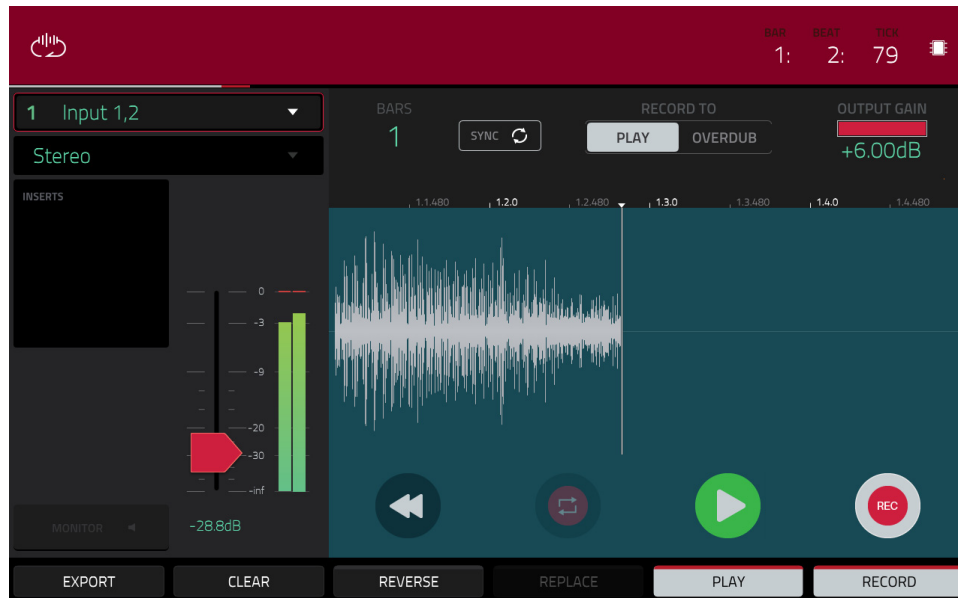 BAR BEAT TICK
1: 2: 79
1 Input 1,2
Stereo
INSERTS
0
-3
-9
-20
-30
-inf
MONITOR
-28.8dB
BARS
1
SYNC
RECORD TO
PLAY OVERDUB
OUTPUT GAIN
+6.00dB
1.1.480 1.2.0 1.2.480 1.3.0 1.3.480 1.4.0 1.4.480
REC
EXPORT CLEAR REVERSE REPLACE PLAY RECORD